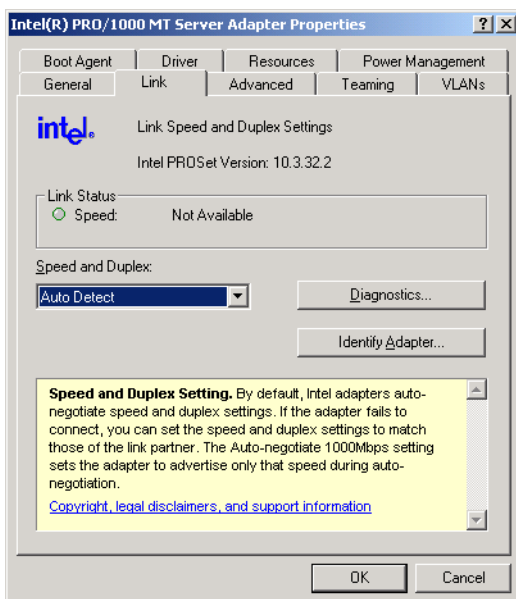 Intel(R) PRO/1000 MT Server Adapter Properties
Boot Agent Driver Resources Power Management
General Link Advanced Teaming VLANs
intel. Link Speed and Duplex Settings
Intel PROSet Version: 10.3.32.2
Link Status
Speed: Not Available
Speed and Duplex:
Auto Detect Diagnostics...
Identify Adapter...
Speed and Duplex Setting. By default, Intel adapters auto-
negotiate speed and duplex settings. If the adapter fails to
connect, you can set the speed and duplex settings to match
those of the link partner. The Auto-negotiate 1000Mbps setting
sets the adapter to advertise only that speed during auto-
negotiation.
Copyright, legal disclaimers, and support information
OK Cancel